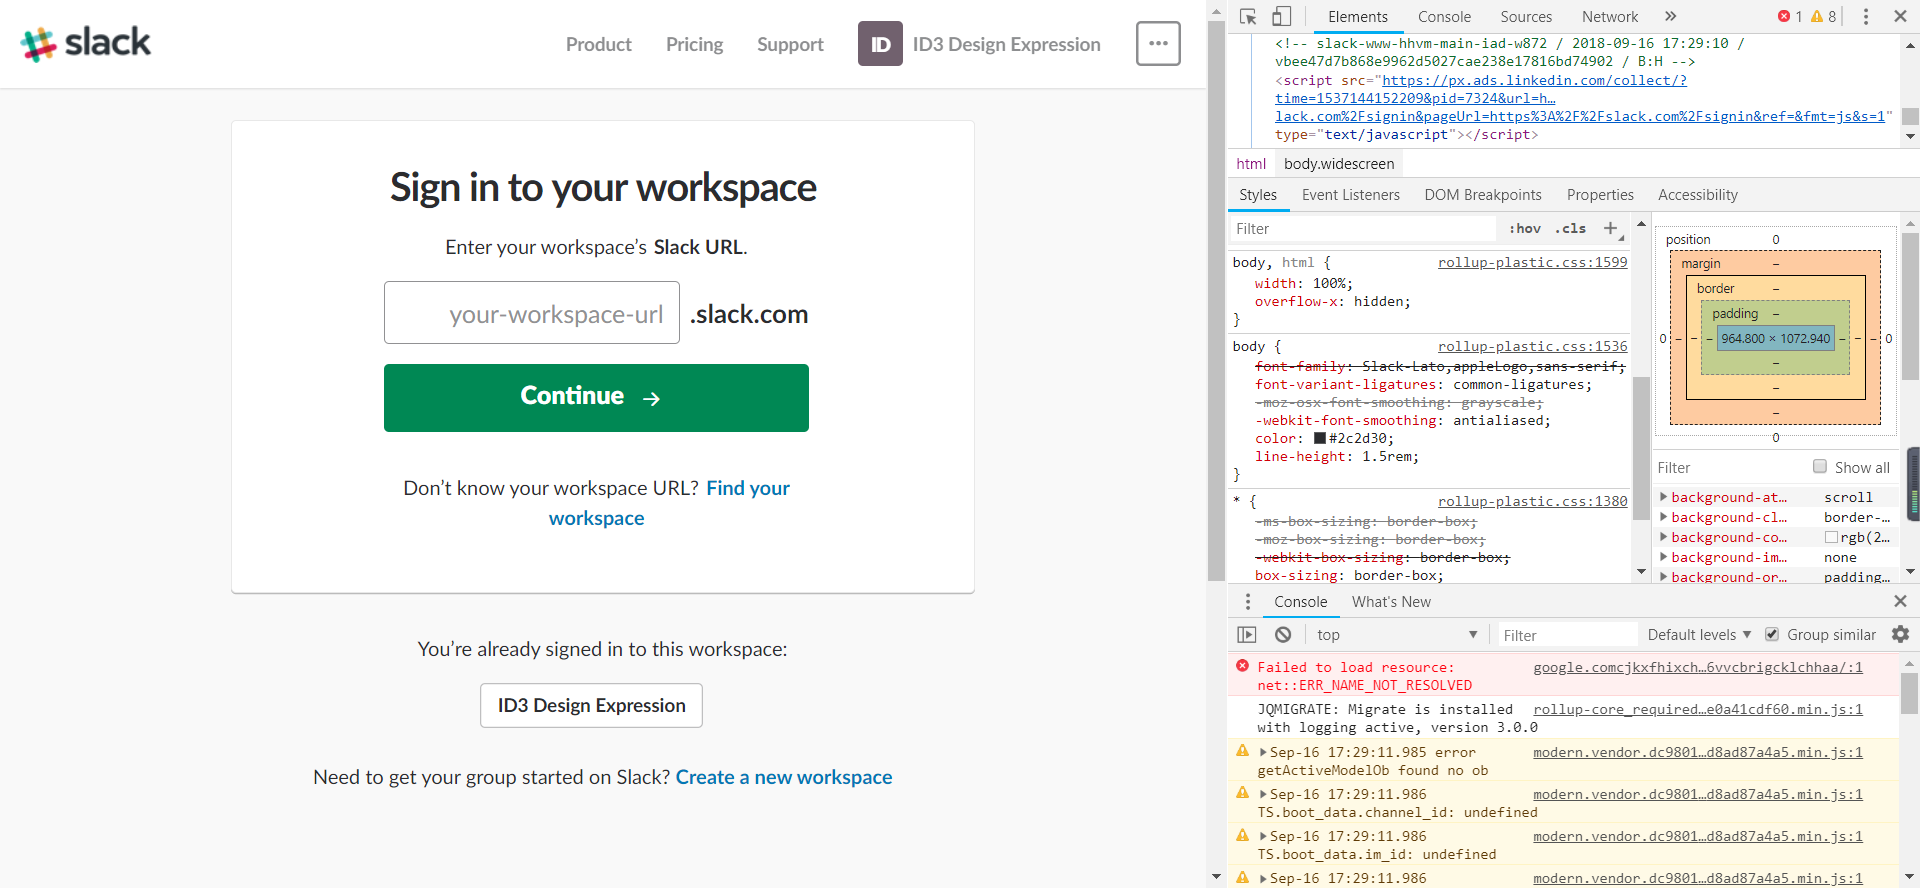 slack
Product
Pricing
Support
ID
ID3 Design Expression
Sign in to your workspace
Enter your workspace’s Slack URL.
your-workspace-url
.slack.com
Continue →
Don’t know your workspace URL? Find your
workspace
You’re already signed in to this workspace:
ID3 Design Expression
Need to get your group started on Slack? Create a new workspace
Elements
Console
Sources
Network
»
1
8
<!-- slack-www-hhvm-main-iad-w872 / 2018-09-16 17:29:10 /
vbee47d7b868e9962d5027cae238e17816bd74902 / B:H -->
<script src="https://px.ads.linkedin.com/collect/?
time=1537144152209&pid=7324&url=h…
lack.com%2Fsignin&pageUrl=https%3A%2F%2Fslack.com%2Fsignin&ref=&fmt=js&s=1"
type="text/javascript"></script>
html
body.widescreen
Styles
Event Listeners
DOM Breakpoints
Properties
Accessibility
Filter
:hov
.cls
+
body, html {
rollup-plastic.css:1599
width: 100%;
overflow-x: hidden;
}
body {
rollup-plastic.css:1536
font-family: Slack-Lato,appleLogo,sans-serif;
font-variant-ligatures: common-ligatures;
-moz-osx-font-smoothing: grayscale;
-webkit-font-smoothing: antialiased;
color: #2c2d30;
line-height: 1.5rem;
}
* {
rollup-plastic.css:1380
-ms-box-sizing: border-box;
-moz-box-sizing: border-box;
-webkit-box-sizing: border-box;
box-sizing: border-box;
position
0
margin
–
border
–
padding
–
0 – – – 964.800 × 1072.940 – – – 0
–
–
–
0
Filter
Show all
background-at…
scroll
background-cl…
border-…
background-co…
rgb(2…
background-im…
none
background-or…
padding…
Console
What's New
top
Filter
Default levels
Group similar
Failed to load resource:
google.comcjkxfhixch…6vvcbrigcklchhaa/:1
net::ERR_NAME_NOT_RESOLVED
JQMIGRATE: Migrate is installed
rollup-core_required…e0a41cdf60.min.js:1
with logging active, version 3.0.0
Sep-16 17:29:11.985 error
modern.vendor.dc9801…d8ad87a4a5.min.js:1
getActiveModelOb found no ob
Sep-16 17:29:11.986
modern.vendor.dc9801…d8ad87a4a5.min.js:1
TS.boot_data.channel_id: undefined
Sep-16 17:29:11.986
modern.vendor.dc9801…d8ad87a4a5.min.js:1
TS.boot_data.im_id: undefined
Sep-16 17:29:11.986
modern.vendor.dc9801…d8ad87a4a5.min.js:1